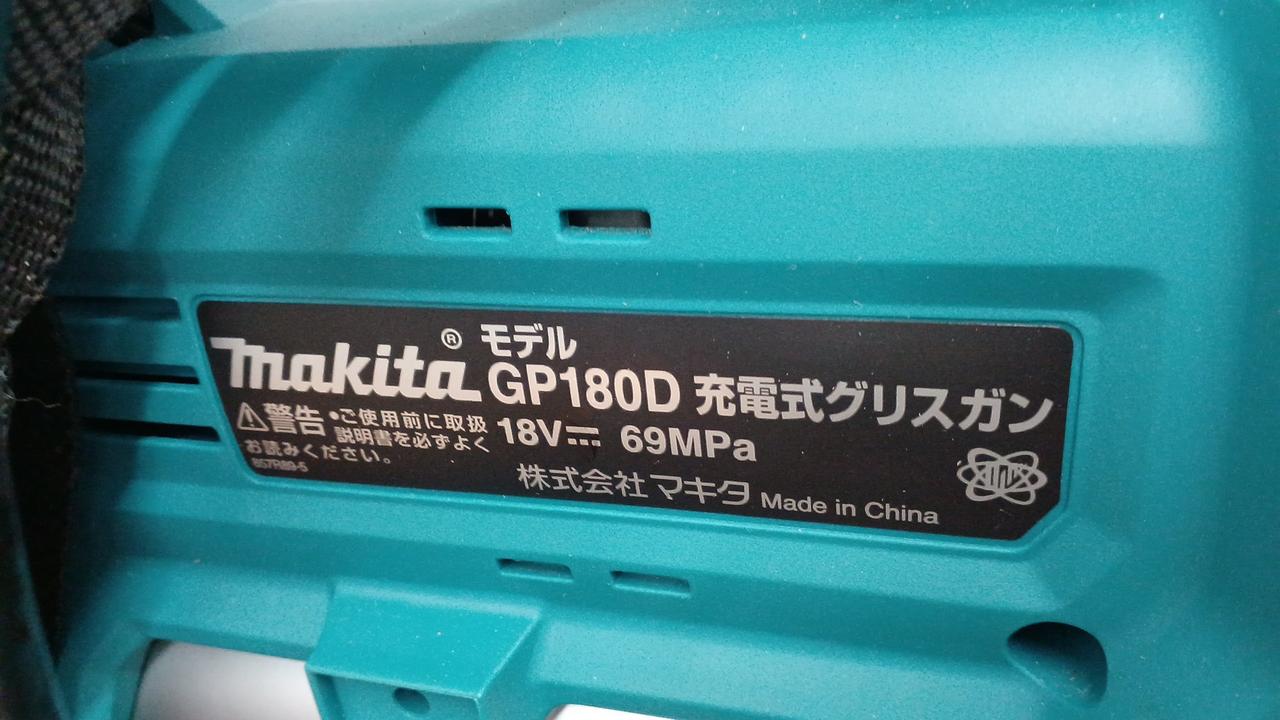 makita® モデル
GP180D 充電式グリスガン
⚠警告 •ご使用前に取扱
説明書を必ずよく
お読みください。
18V⎓ 69MPa
857R89-5
株式会社マキタ Made in China